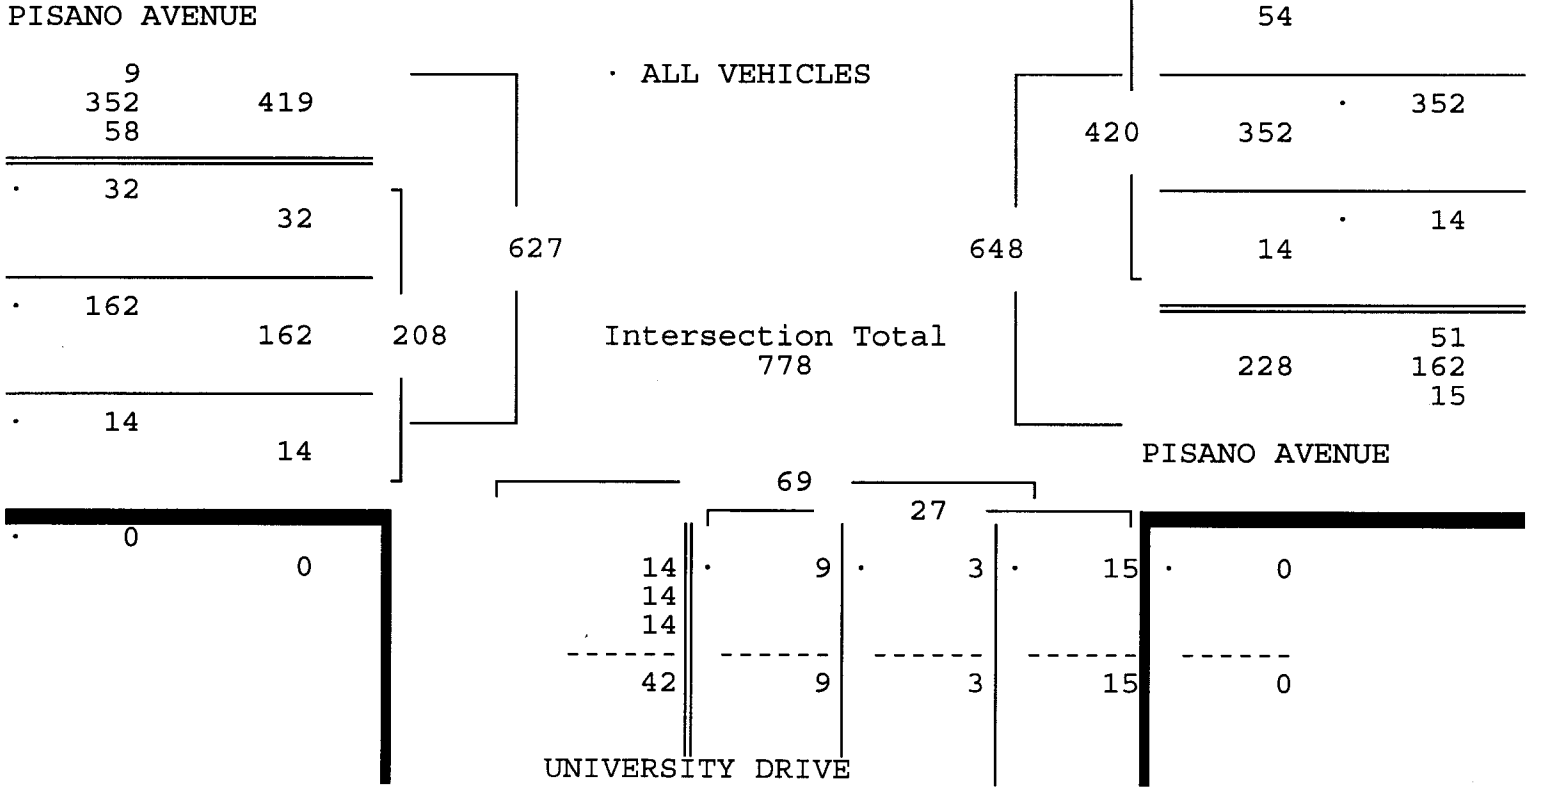 PISANO AVENUE 54
9 · ALL VEHICLES
352 419 · 352
58 420 352
· 32
32 · 14
627 648 14
· 162
162 208 Intersection Total 51
778 228 162
15
· 14
14 PISANO AVENUE
69
27
· 0
0 14 · 9 · 3 · 15 · 0
14
14
------ ------ ------ ------ ------
42 9 3 15 0
UNIVERSITY DRIVE